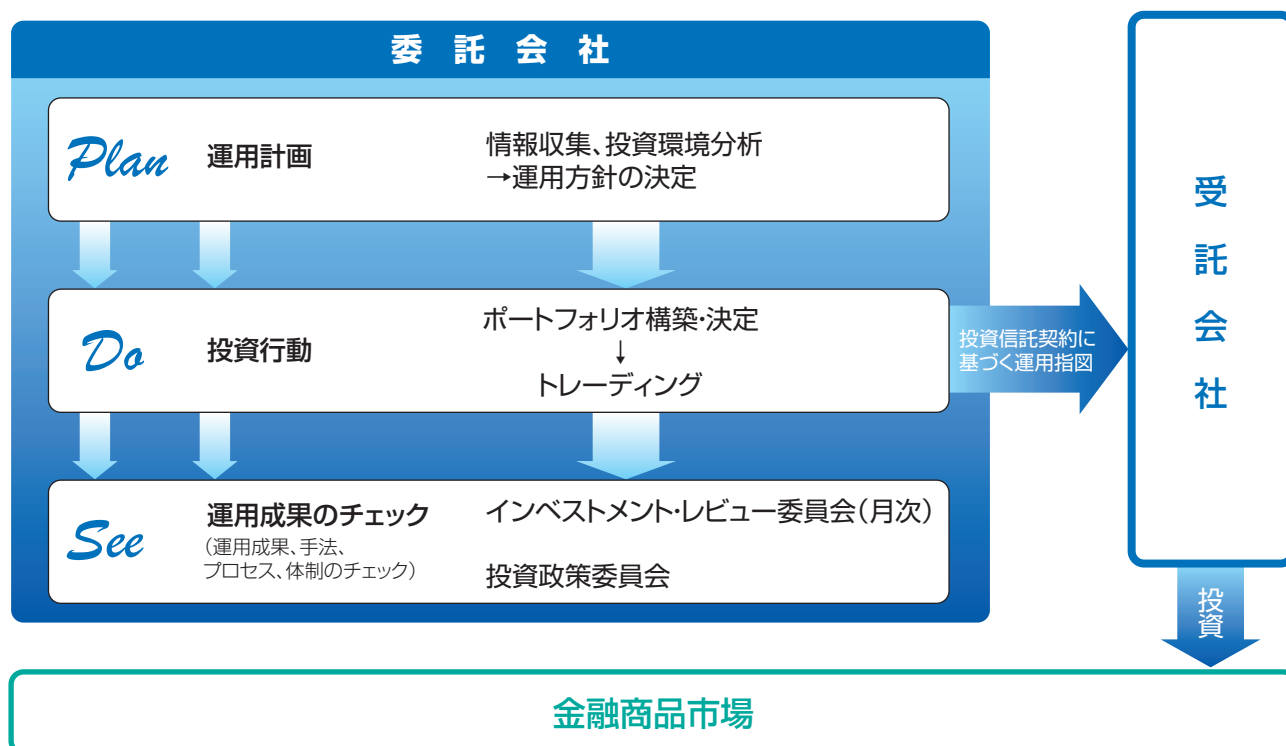 委託会社
Plan
運用計画
情報収集、投資環境分析
→運用方針の決定
Do
投資行動
ポートフォリオ構築・決定
↓
トレーディング
投資信託契約に
基づく運用指図
See
運用成果のチェック
（運用成果、手法、
プロセス、体制のチェック）
インベストメント・レビュー委員会（月次）
投資政策委員会
受託会社
投資
金融商品市場